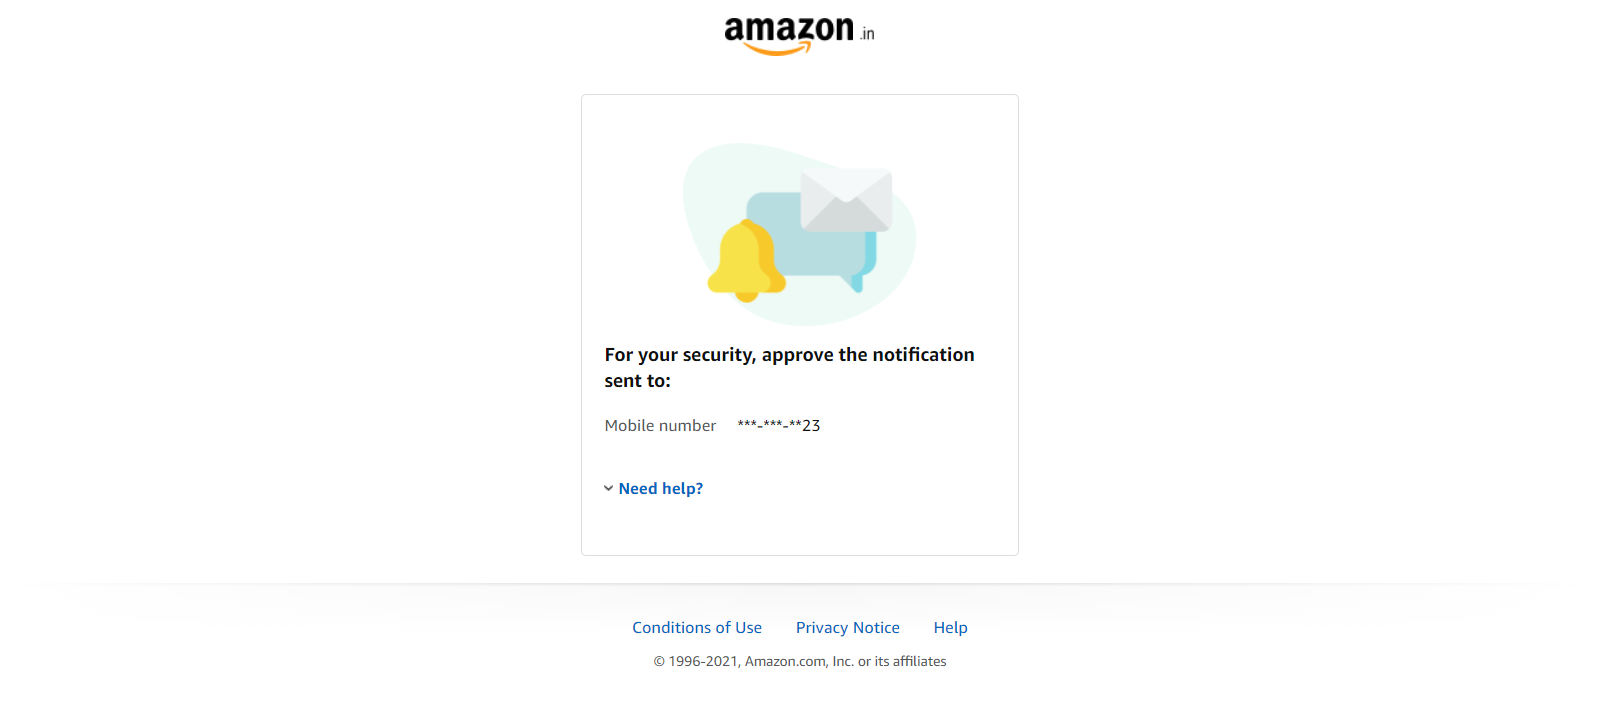 amazon.in
For your security, approve the notification
sent to:
Mobile number ***-***-**23
Need help?
Conditions of Use Privacy Notice Help
© 1996-2021, Amazon.com, Inc. or its affiliates